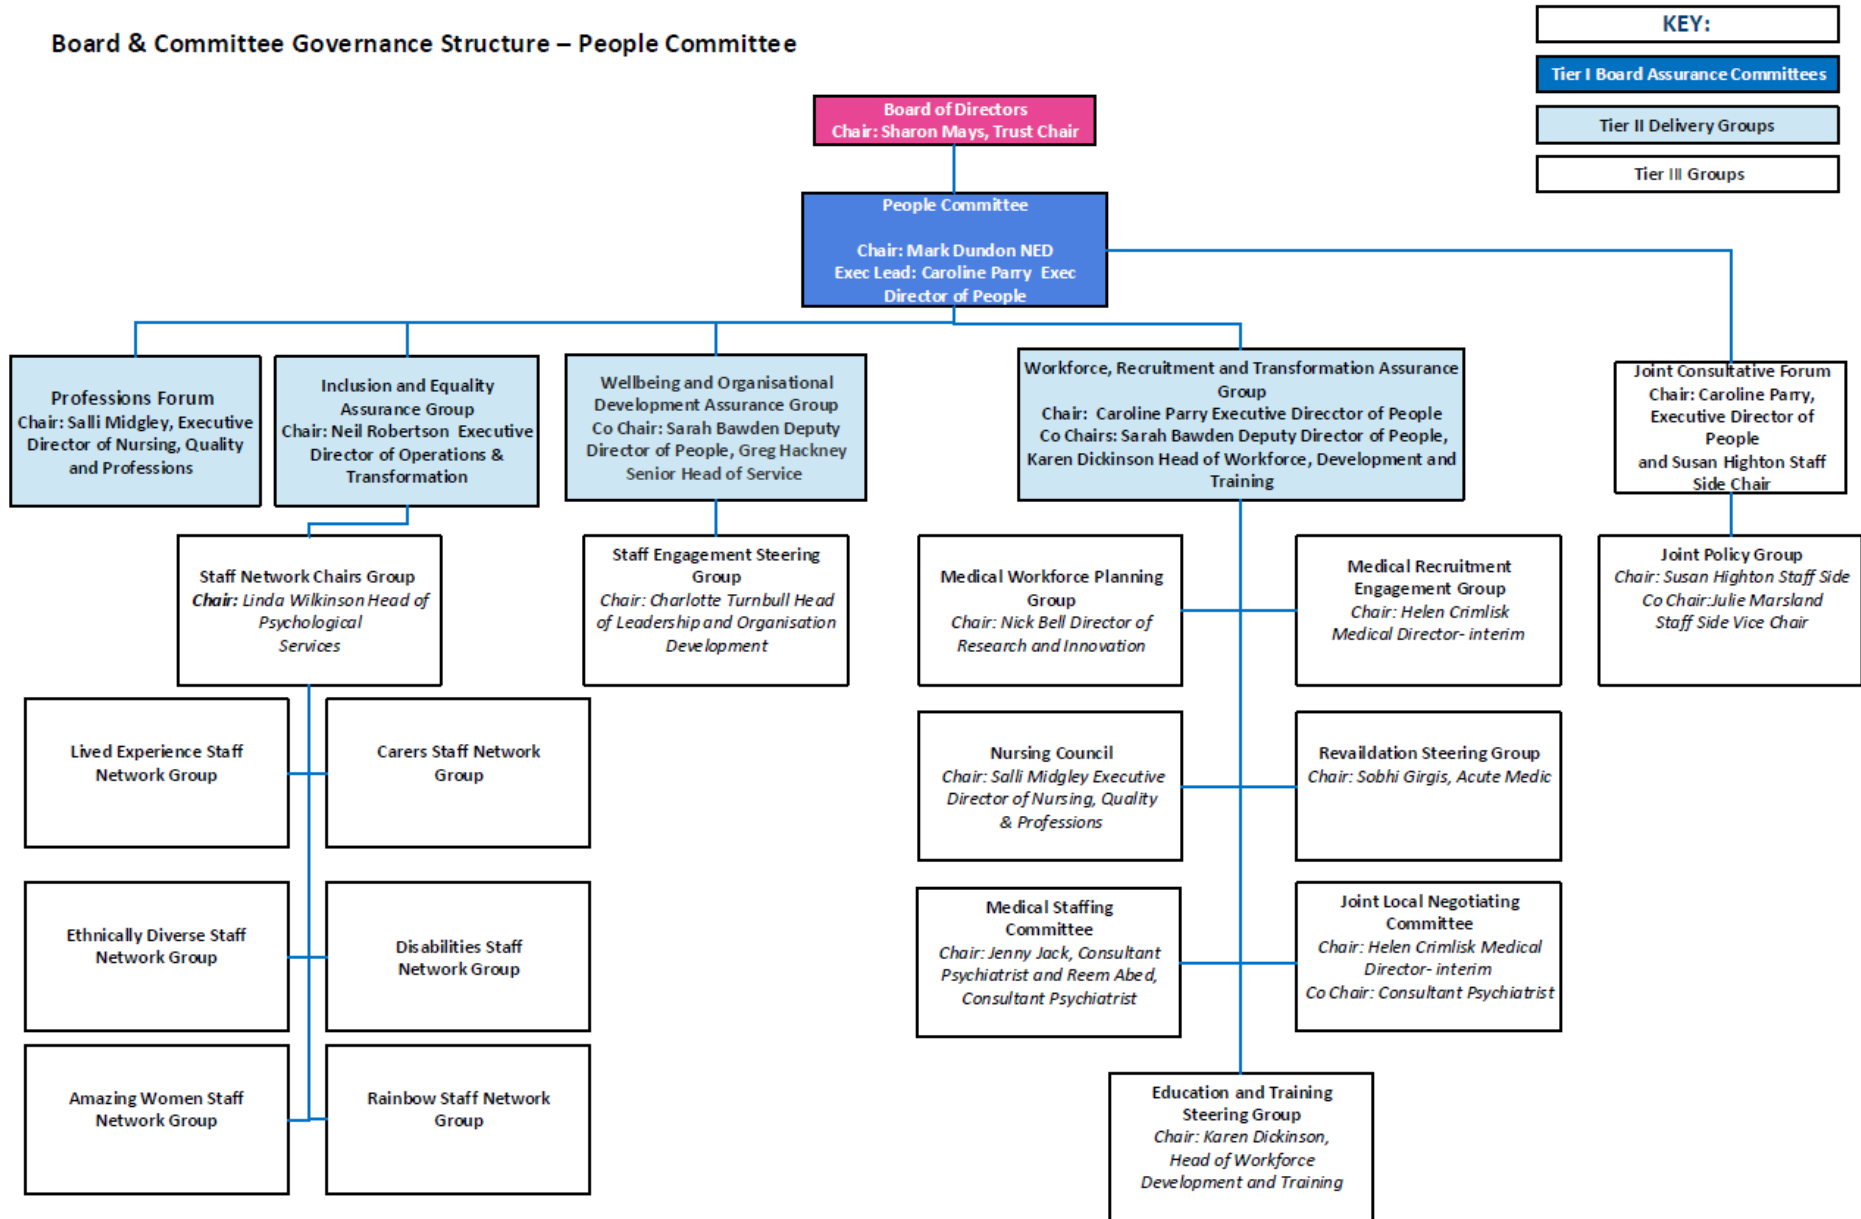 Board & Committee Governance Structure – People Committee
KEY:
Tier I Board Assurance Committees
Tier II Delivery Groups
Tier III Groups
Board of Directors
Chair: Sharon Mays, Trust Chair
People Committee
Chair: Mark Dundon NED
Exec Lead: Caroline Parry Exec
Director of People
Professions Forum
Chair: Salli Midgley, Executive
Director of Nursing, Quality
and Professions
Inclusion and Equality
Assurance Group
Chair: Neil Robertson Executive
Director of Operations &
Transformation
Wellbeing and Organisational
Development Assurance Group
Co Chair: Sarah Bawden Deputy
Director of People, Greg Hackney
Senior Head of Service
Workforce, Recruitment and Transformation Assurance
Group
Chair: Caroline Parry Executive Direcctor of People
Co Chairs: Sarah Bawden Deputy Director of People,
Karen Dickinson Head of Workforce, Development and
Training
Joint Consultative Forum
Chair: Caroline Parry,
Executive Director of
People
and Susan Highton Staff
Side Chair
Staff Network Chairs Group
Chair: Linda Wilkinson Head of
Psychological
Services
Staff Engagement Steering
Group
Chair: Charlotte Turnbull Head
of Leadership and Organisation
Development
Medical Workforce Planning
Group
Chair: Nick Bell Director of
Research and Innovation
Medical Recruitment
Engagement Group
Chair: Helen Crimlisk
Medical Director- interim
Joint Policy Group
Chair: Susan Highton Staff Side
Co Chair:Julie Marsland
Staff Side Vice Chair
Lived Experience Staff
Network Group
Carers Staff Network
Group
Nursing Council
Chair: Salli Midgley Executive
Director of Nursing, Quality
& Professions
Revaildation Steering Group
Chair: Sobhi Girgis, Acute Medic
Ethnically Diverse Staff
Network Group
Disabilities Staff
Network Group
Medical Staffing
Committee
Chair: Jenny Jack, Consultant
Psychiatrist and Reem Abed,
Consultant Psychiatrist
Joint Local Negotiating
Committee
Chair: Helen Crimlisk Medical
Director- interim
Co Chair: Consultant Psychiatrist
Amazing Women Staff
Network Group
Rainbow Staff Network
Group
Education and Training
Steering Group
Chair: Karen Dickinson,
Head of Workforce
Development and Training